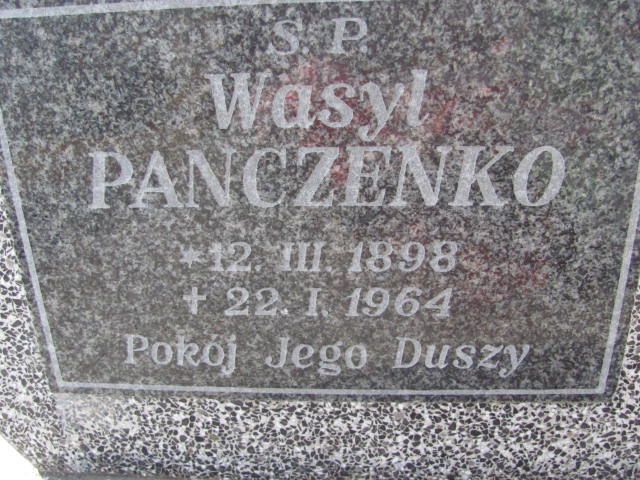 Ś. P.
Wasyl
PANCZENKO
*12. III. 1898
✝ 22. I. 1964
Pokój Jego Duszy